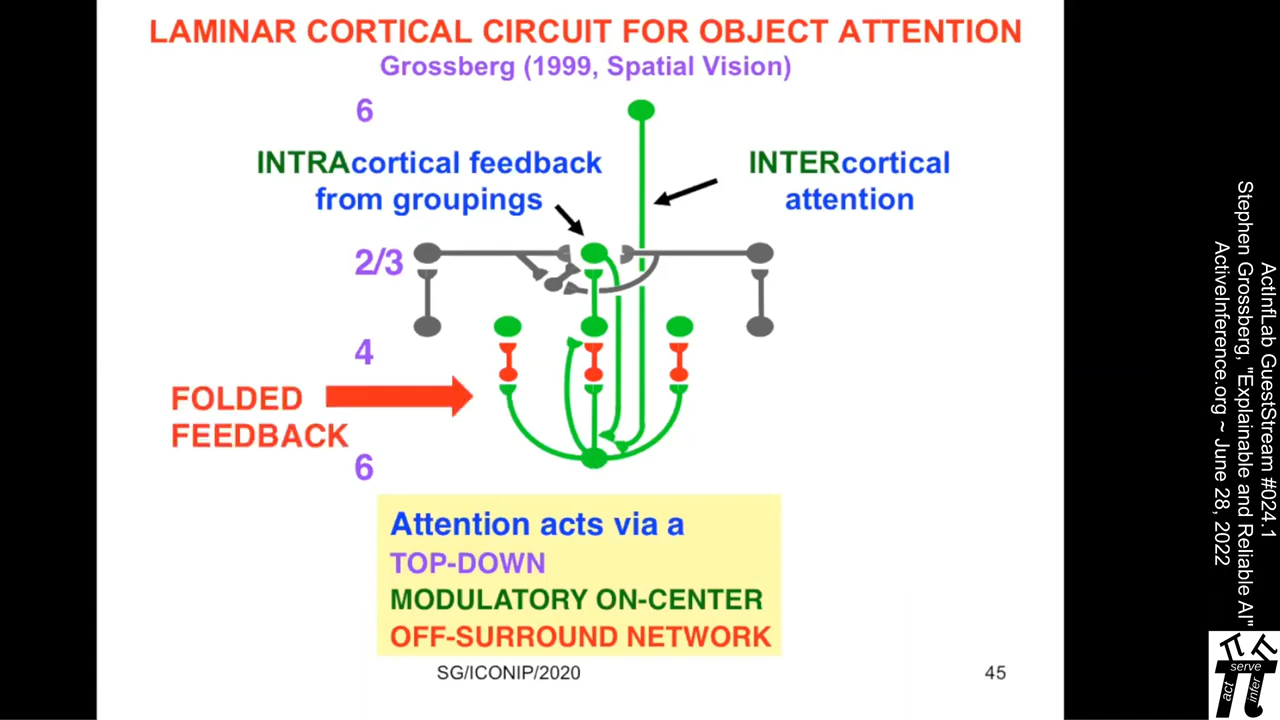 LAMINAR CORTICAL CIRCUIT FOR OBJECT ATTENTION
Grossberg (1999, Spatial Vision)
6
INTRAcortical feedback
from groupings
INTERcortical
attention
2/3
4
FOLDED
FEEDBACK
6
Attention acts via a
TOP-DOWN
MODULATORY ON-CENTER
OFF-SURROUND NETWORK
SG/ICONIP/2020
45
ActInfLab GuestStream #024.1
Stephen Grossberg, "Explainable and Reliable AI"
ActiveInference.org ~ June 28, 2022
act
serve
infer